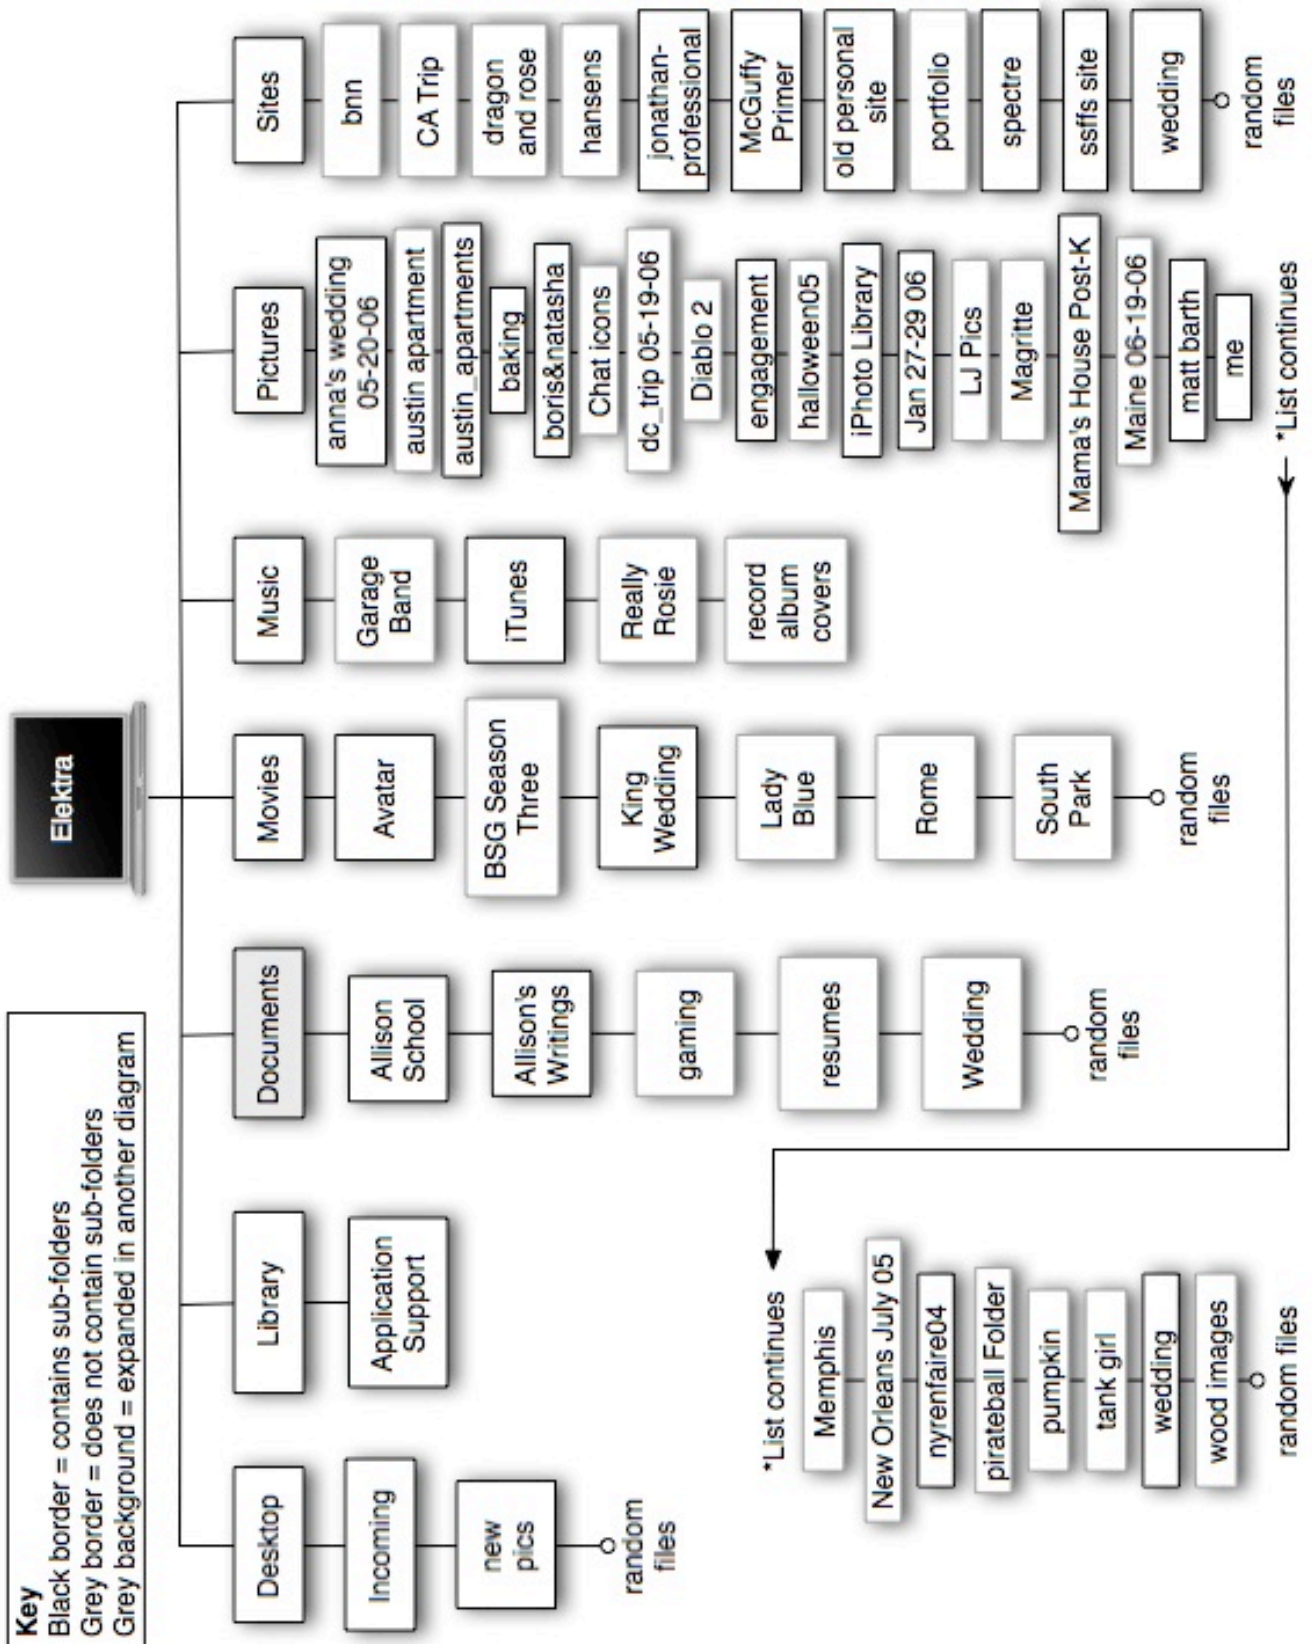 Key
Black border = contains sub-folders
Grey border = does not contain sub-folders
Grey background = expanded in another diagram
Elektra
Desktop
Incoming
new
pics
random
files
Library
Application
Support
Documents
Allison
School
Allison's
Writings
gaming
resumes
Wedding
random
files
Movies
Avatar
BSG Season
Three
King
Wedding
Lady
Blue
Rome
South
Park
random
files
Music
Garage
Band
iTunes
Really
Rosie
record
album
covers
Pictures
anna's wedding
05-20-06
austin apartment
austin_apartments
baking
boris&natasha
Chat icons
dc_trip 05-19-06
Diablo 2
engagement
halloween05
iPhoto Library
Jan 27-29 06
LJ Pics
Magritte
Mama's House Post-K
Maine 06-19-06
matt barth
me
*List continues
*List continues
Memphis
New Orleans July 05
nyrenfaire04
pirateball Folder
pumpkin
tank girl
wedding
wood images
random files
Sites
bnn
CA Trip
dragon
and rose
hansens
jonathan-
professional
McGuffy
Primer
old personal
site
portfolio
spectre
ssffs site
wedding
random
files